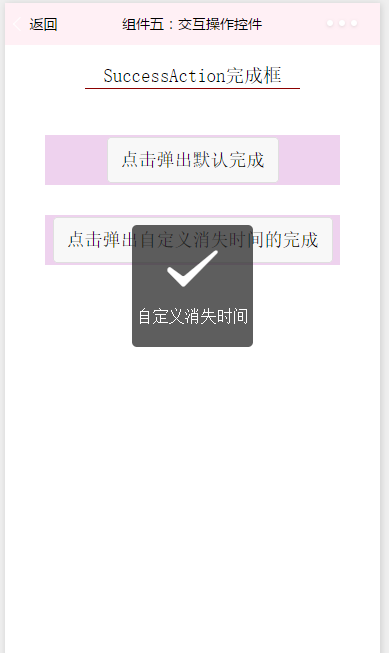 返回 组件五：交互操作控件
SuccessAction完成框
点击弹出默认完成
点击弹出自定义消失时间的完成
自定义消失时间